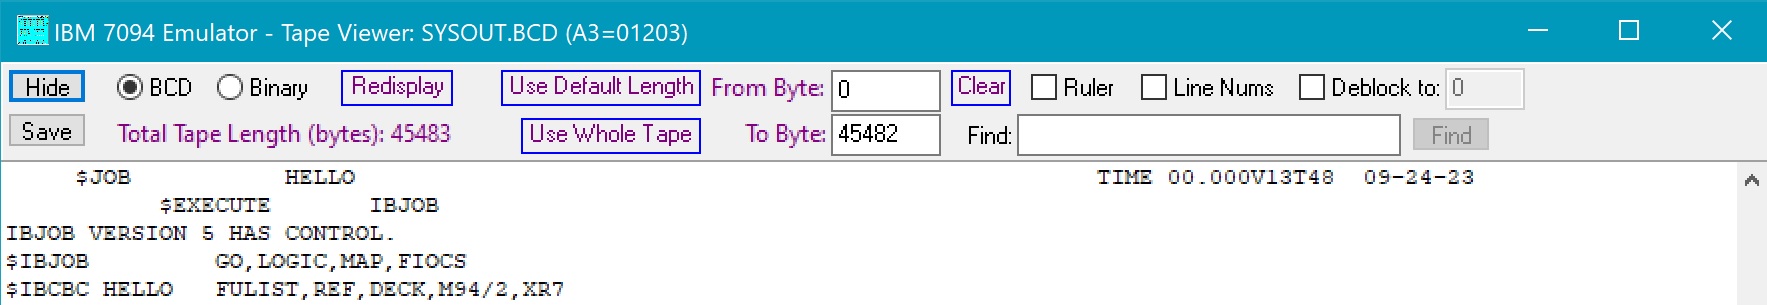 IBM 7094 Emulator - Tape Viewer: SYSOUT.BCD (A3=01203)
Hide BCD Binary Redisplay Use Default Length From Byte: 0 Clear Ruler Line Nums Deblock to: 0
Save Total Tape Length (bytes): 45483 Use Whole Tape To Byte: 45482 Find: Find
$JOB HELLO TIME 00.000V13T48 09-24-23
$EXECUTE IBJOB
IBJOB VERSION 5 HAS CONTROL.
$IBJOB GO,LOGIC,MAP,FIOCS
$IBCBC HELLO FULIST,REF,DECK,M94/2,XR7